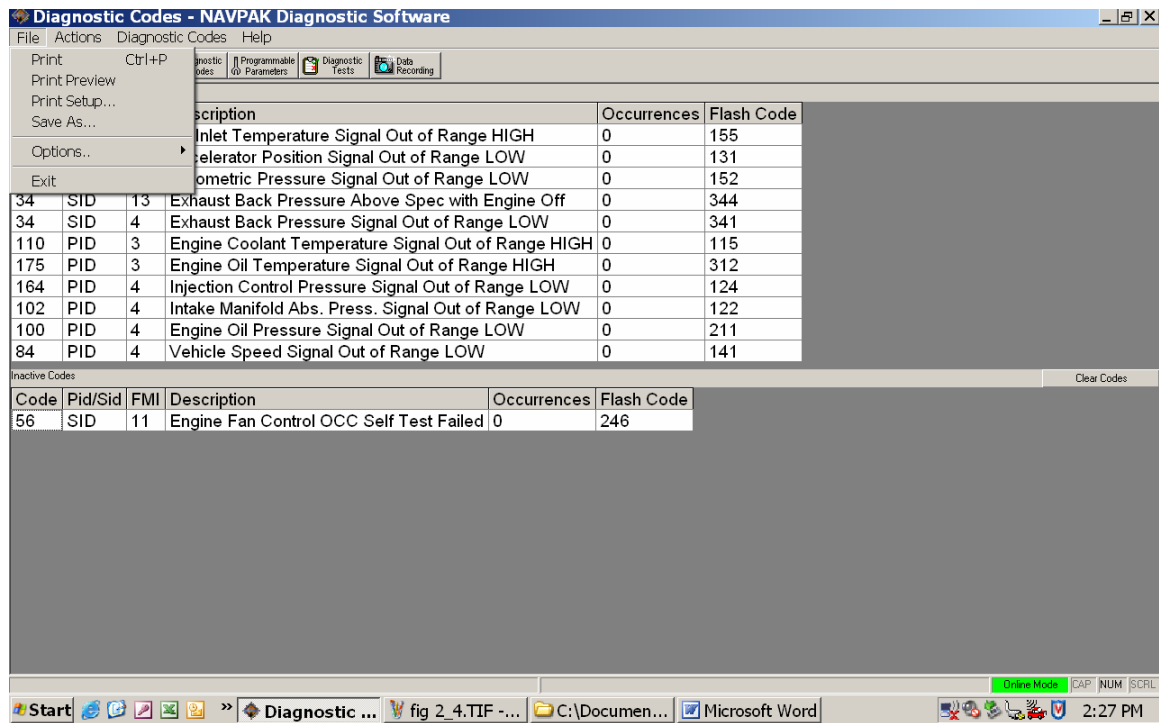 Diagnostic Codes - NAVPAK Diagnostic Software
File Actions Diagnostic Codes Help
Print Ctrl+P
Print Preview
Print Setup...
Save As...
Options..
Exit
Programmable Parameters Diagnostic Tests Data Recording
Description Occurrences Flash Code
Inlet Temperature Signal Out of Range HIGH 0 155
Position Signal Out of Range LOW 0 131
Pressure Signal Out of Range LOW 0 152
34 SID 13 Exhaust Back Pressure Above Spec with Engine Off 0 344
34 SID 4 Exhaust Back Pressure Signal Out of Range LOW 0 341
110 PID 3 Engine Coolant Temperature Signal Out of Range HIGH 0 115
175 PID 3 Engine Oil Temperature Signal Out of Range HIGH 0 312
164 PID 4 Injection Control Pressure Signal Out of Range LOW 0 124
102 PID 4 Intake Manifold Abs. Press. Signal Out of Range LOW 0 122
100 PID 4 Engine Oil Pressure Signal Out of Range LOW 0 211
84 PID 4 Vehicle Speed Signal Out of Range LOW 0 141
Inactive Codes Clear Codes
Code Pid/Sid FMI Description Occurrences Flash Code
56 SID 11 Engine Fan Control OCC Self Test Failed 0 246
Online Mode CAP NUM SCRL
Start » Diagnostic ... fig 2_4.TIF -... C:\Documen... Microsoft Word 2:27 PM